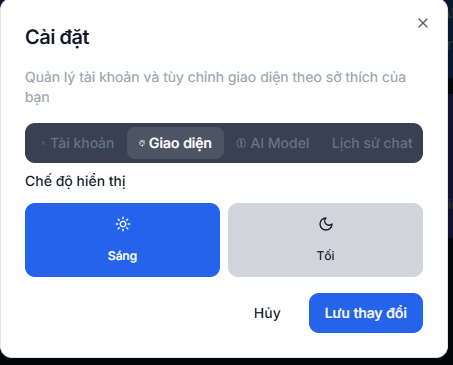 Cài đặt
Quản lý tài khoản và tùy chỉnh giao diện theo sở thích của
bạn
Tài khoản Giao diện AI Model Lịch sử chat
Chế độ hiển thị
Sáng Tối
Hủy Lưu thay đổi